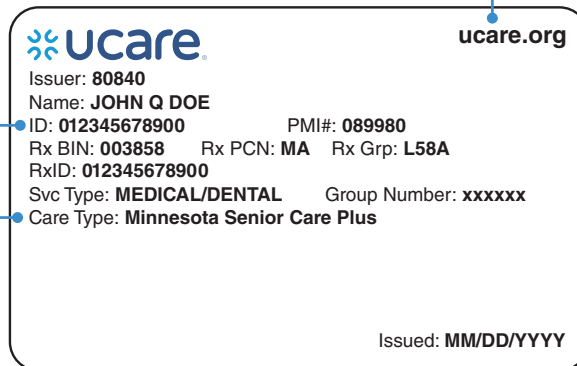 ucare.
ucare.org
Issuer: 80840
Name: JOHN Q DOE
ID: 012345678900 PMI#: 089980
Rx BIN: 003858 Rx PCN: MA Rx Grp: L58A
RxID: 012345678900
Svc Type: MEDICAL/DENTAL Group Number: xxxxxx
Care Type: Minnesota Senior Care Plus
Issued: MM/DD/YYYY